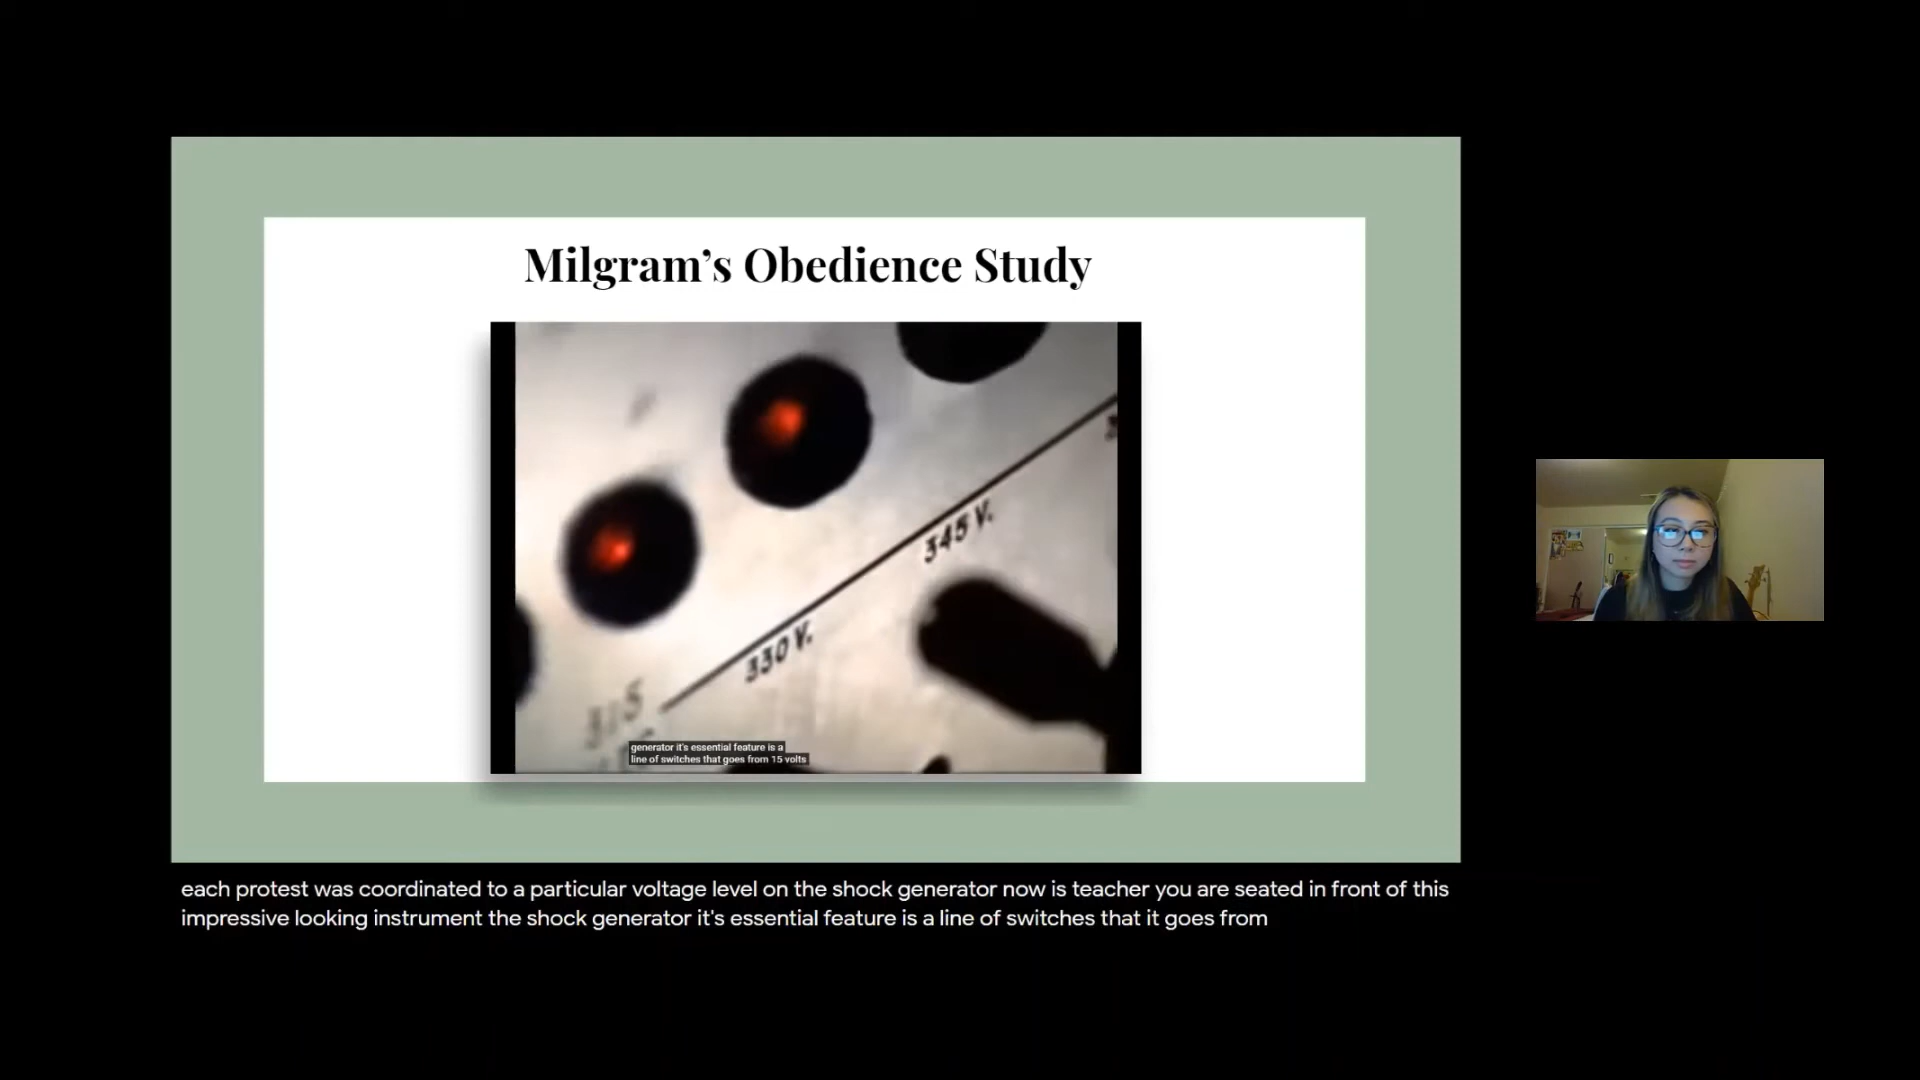 Milgram's Obedience Study
345 V.
330 V.
315
generator it's essential feature is a
line of switches that goes from 15 volts
each protest was coordinated to a particular voltage level on the shock generator now is teacher you are seated in front of this
impressive looking instrument the shock generator it's essential feature is a line of switches that it goes from